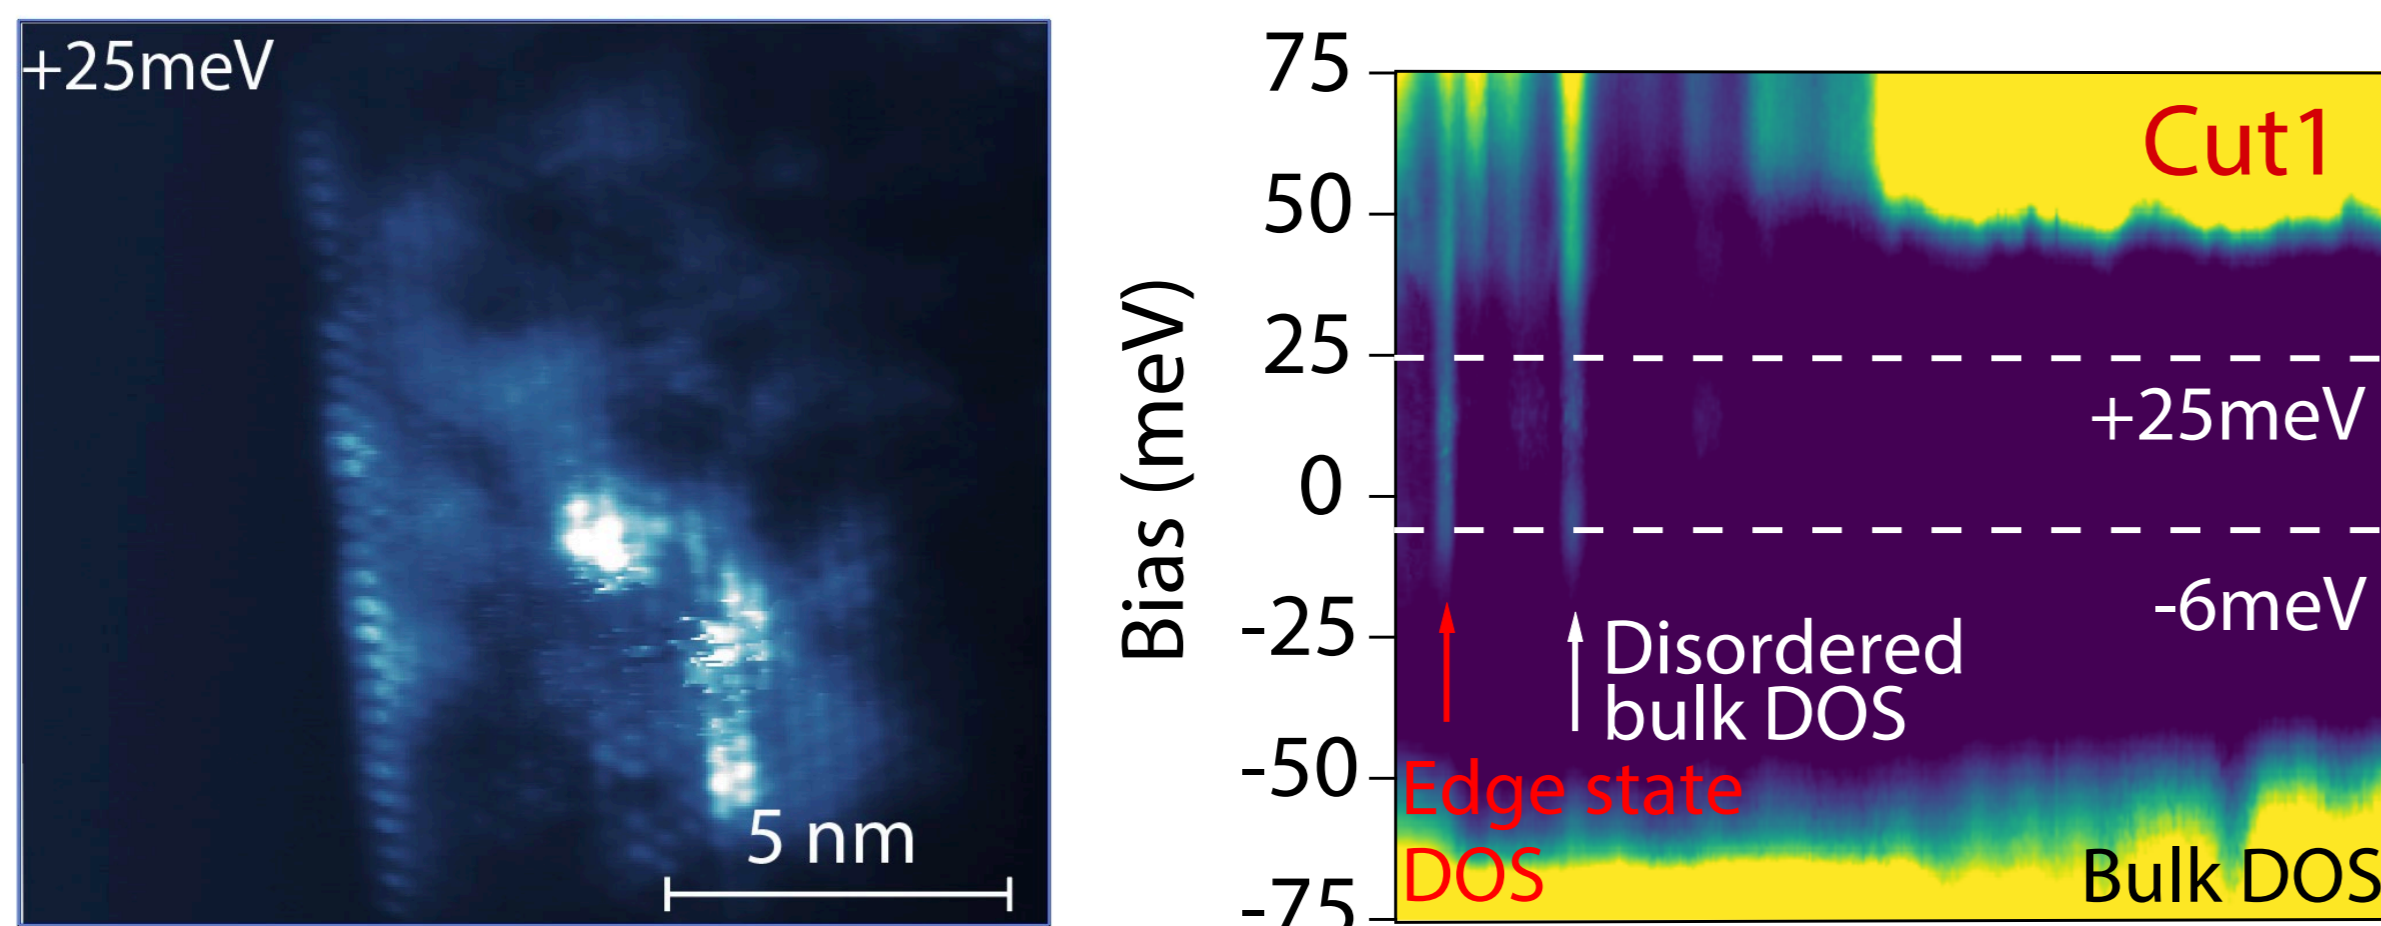 +25meV
5 nm
Bias (meV)
75
50
25
0
-25
-50
-75
Cut1
+25meV
-6meV
Disordered
bulk DOS
Edge state
DOS
Bulk DOS